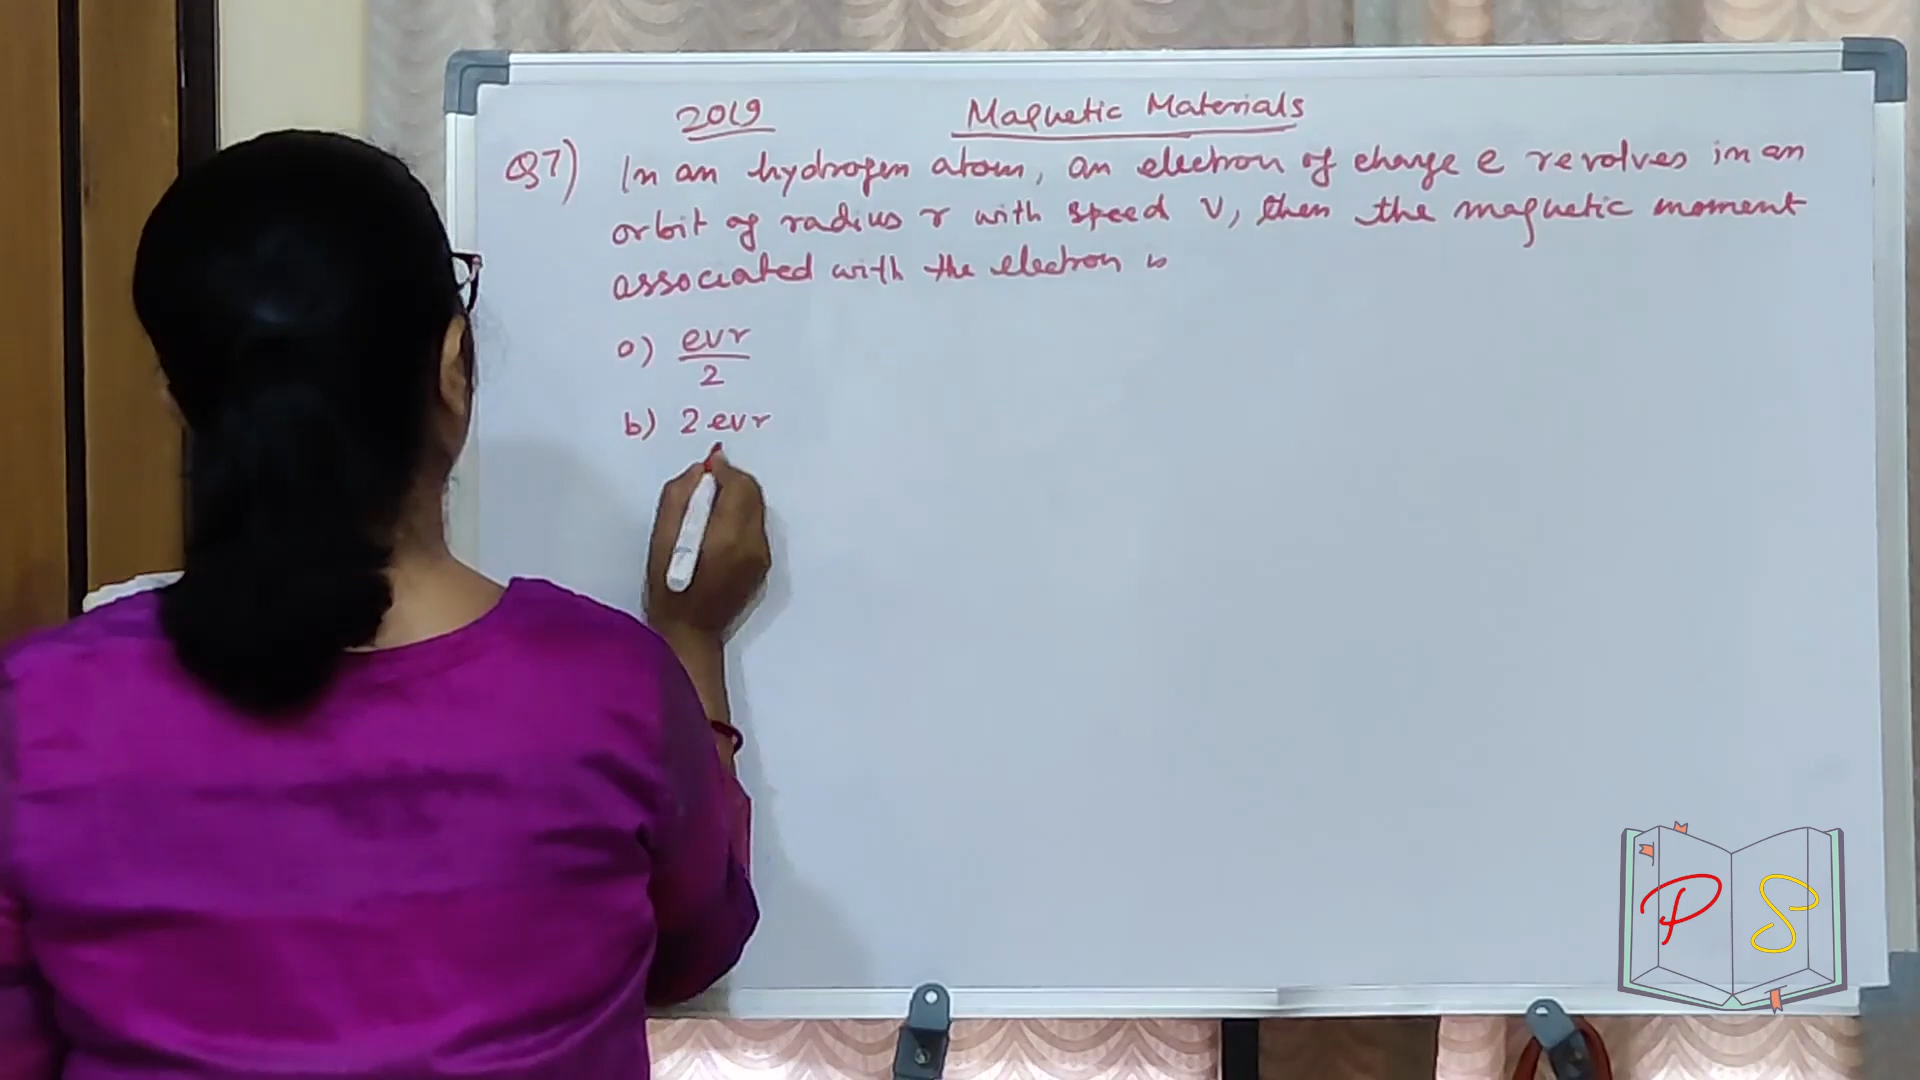 2019 Magnetic Materials
Q7) In an hydrogen atom, an electron of charge e revolves in an
orbit of radius r with speed v, then the magnetic moment
associated with the electron is
a) evr/2
b) 2evr
PS